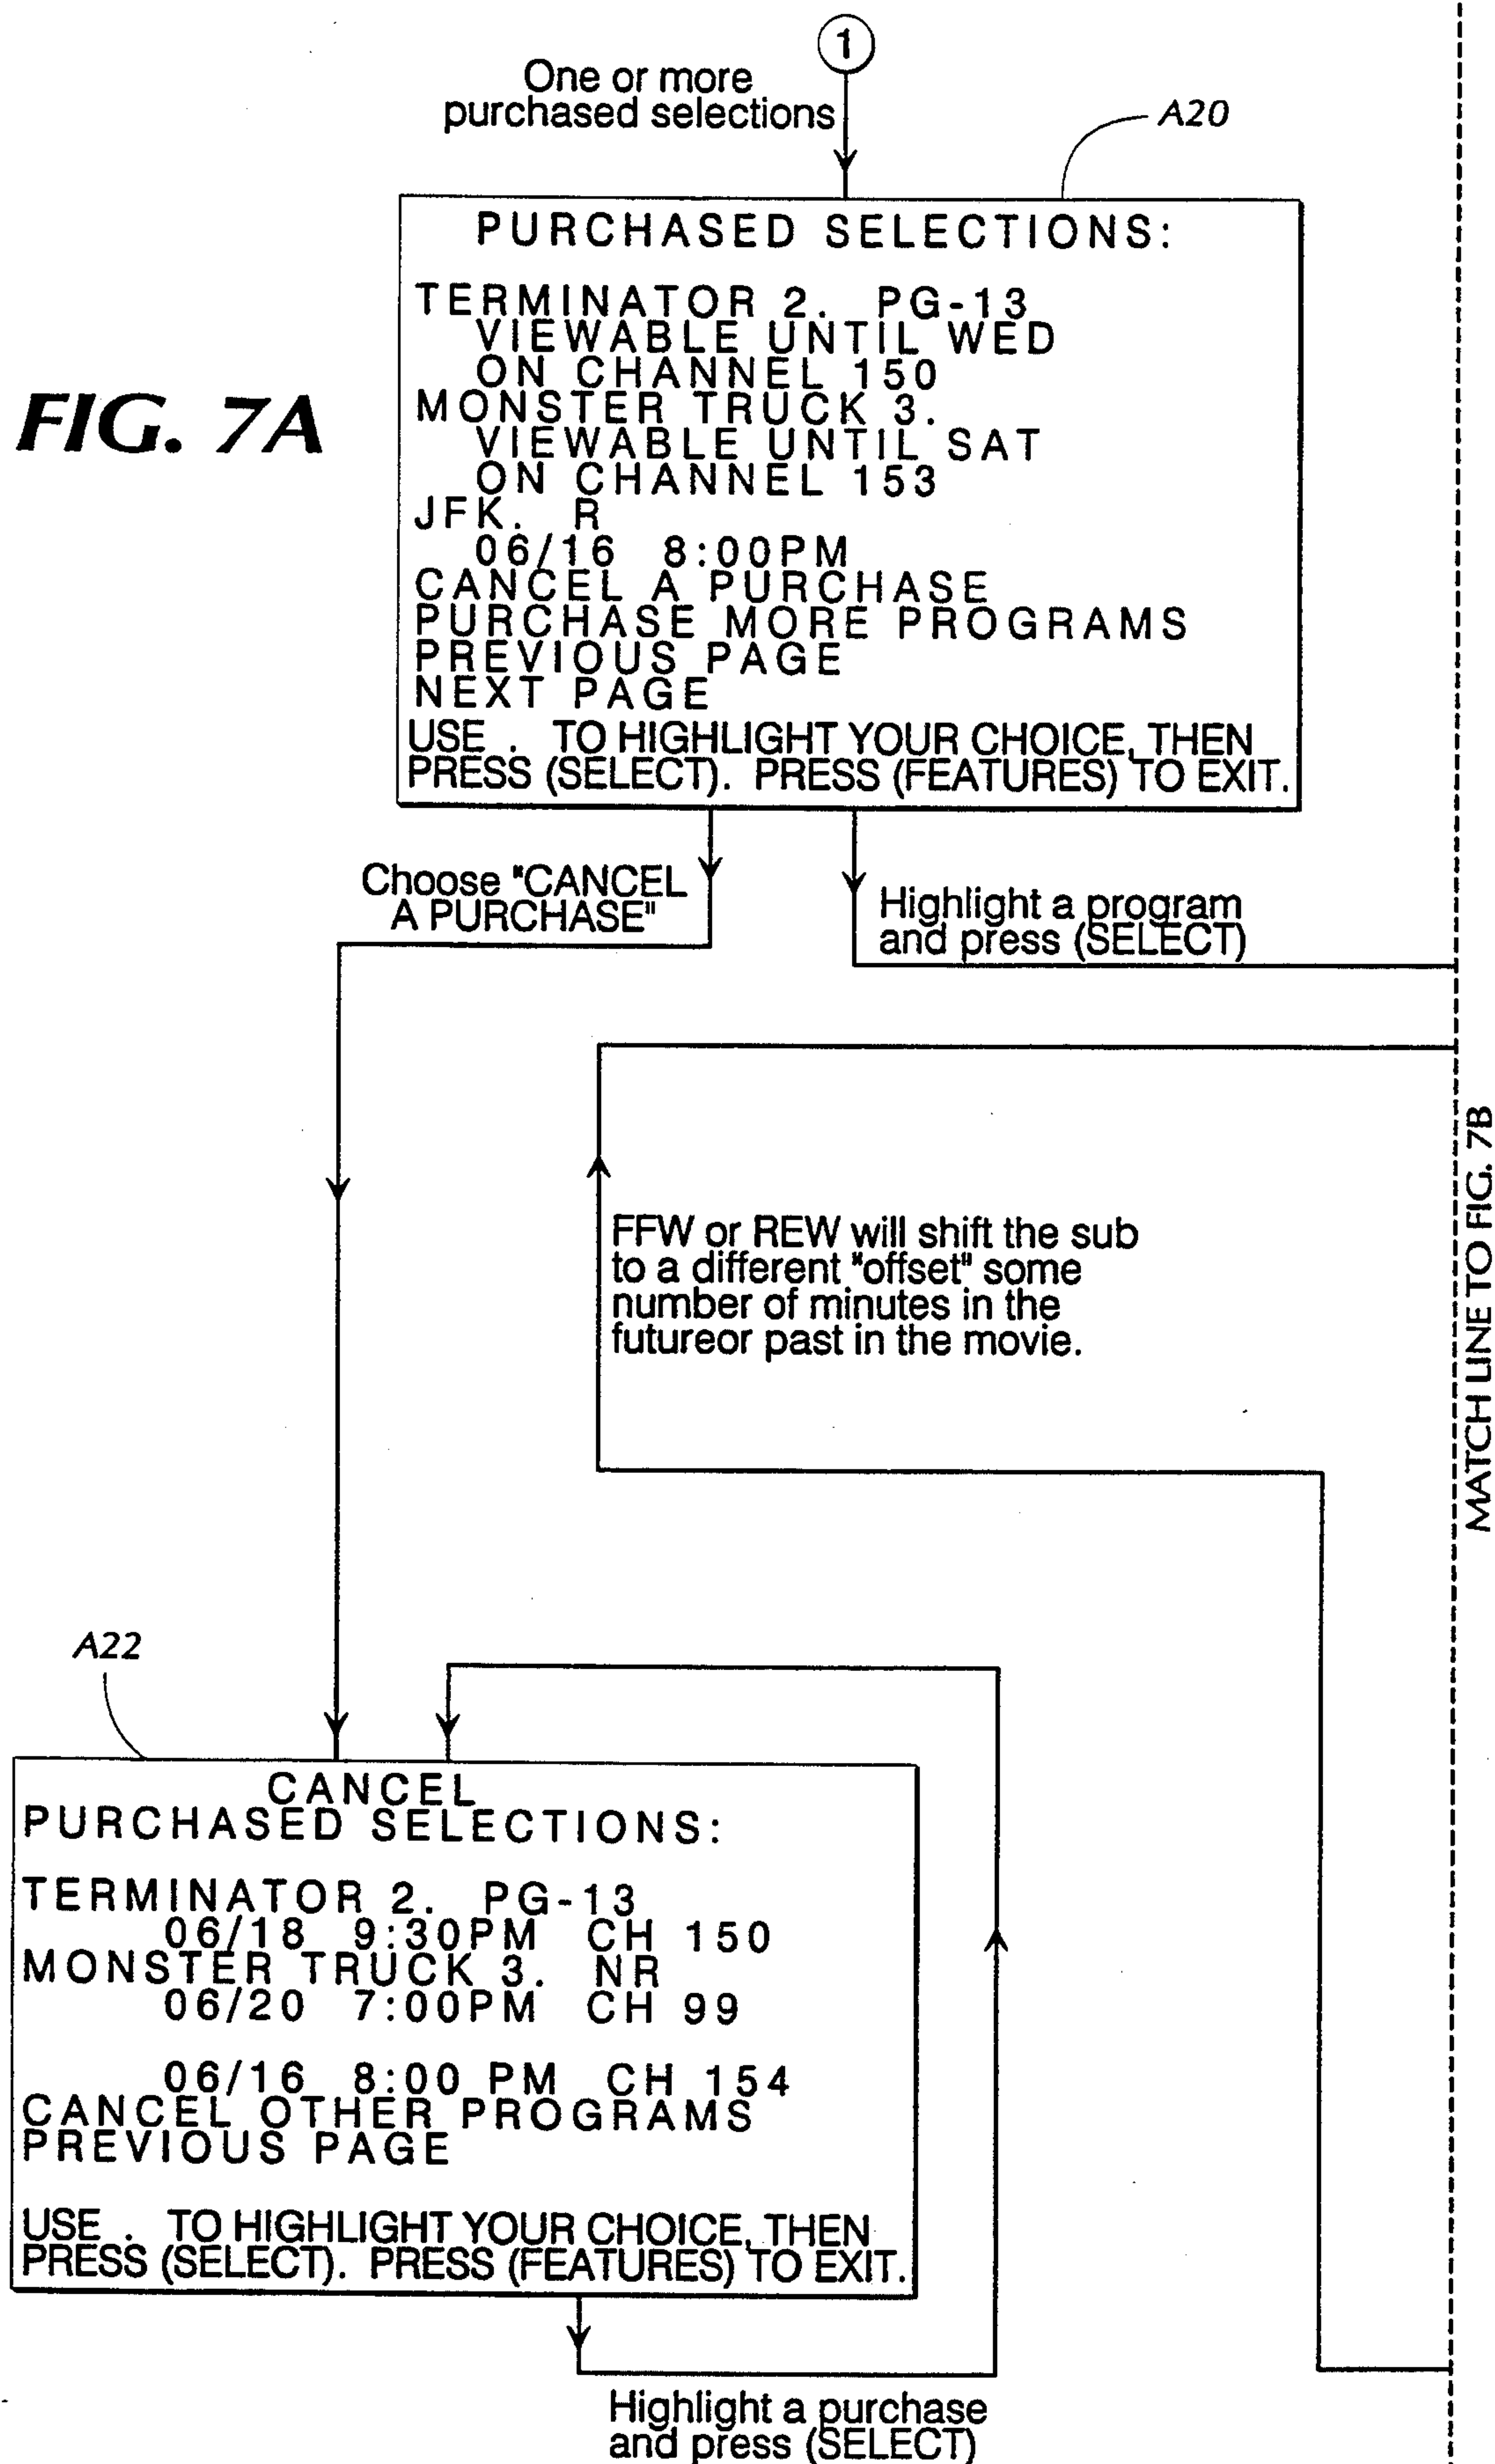 1
One or more
purchased selections
A20
PURCHASED SELECTIONS:
TERMINATOR 2. PG-13
VIEWABLE UNTIL WED
ON CHANNEL 150
MONSTER TRUCK 3.
VIEWABLE UNTIL SAT
ON CHANNEL 153
JFK. R
06/16 8:00PM
CANCEL A PURCHASE
PURCHASE MORE PROGRAMS
PREVIOUS PAGE
NEXT PAGE
USE . TO HIGHLIGHT YOUR CHOICE, THEN
PRESS (SELECT). PRESS (FEATURES) TO EXIT.
FIG. 7A
Choose "CANCEL
A PURCHASE"
Highlight a program
and press (SELECT)
FFW or REW will shift the sub
to a different "offset" some
number of minutes in the
futureor past in the movie.
MATCH LINE TO FIG. 7B
A22
CANCEL
PURCHASED SELECTIONS:
TERMINATOR 2. PG-13
06/18 9:30PM CH 150
MONSTER TRUCK 3. NR
06/20 7:00PM CH 99
06/16 8:00 PM CH 154
CANCEL OTHER PROGRAMS
PREVIOUS PAGE
USE . TO HIGHLIGHT YOUR CHOICE, THEN
PRESS (SELECT). PRESS (FEATURES) TO EXIT.
Highlight a purchase
and press (SELECT)